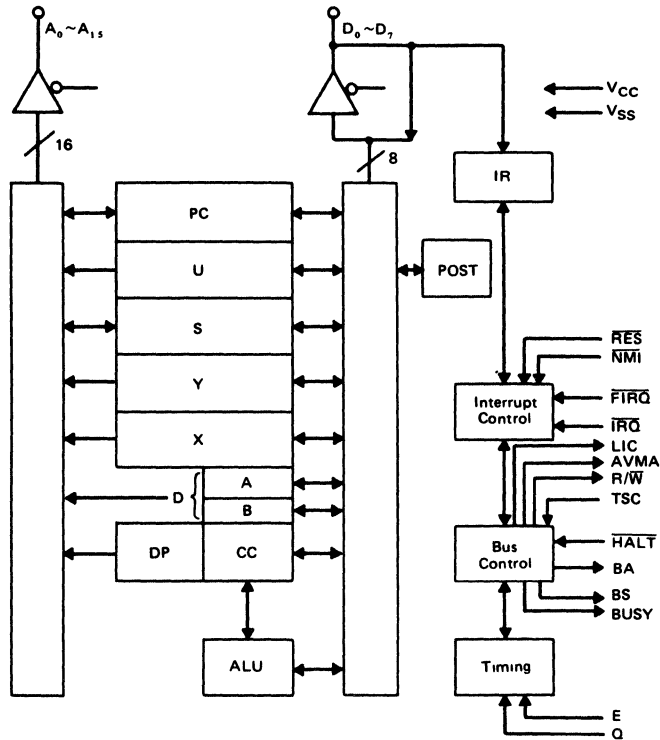 A₀~A₁₅
D₀~D₇
VCC
VSS
16
8
IR
PC
U
POST
S
RES
NMI
Y
Interrupt
Control
FIRQ
IRQ
X
LIC
AVMA
R/W
D {
A
B
TSC
DP
CC
Bus
Control
HALT
BA
BS
BUSY
ALU
Timing
E
Q